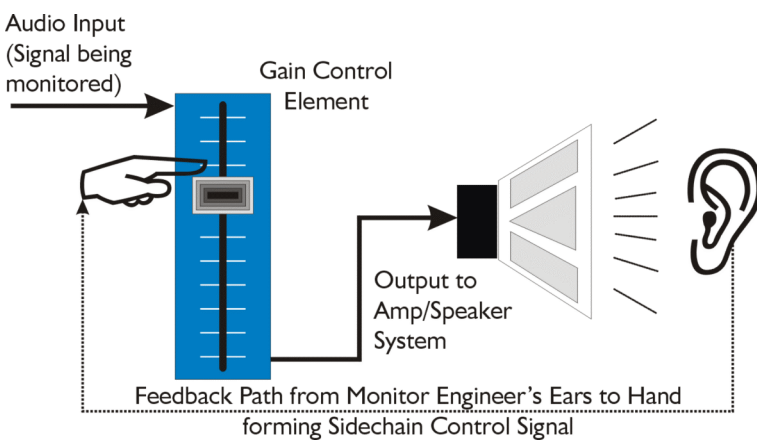 Audio Input
(Signal being
monitored)
Gain Control
Element
Output to
Amp/Speaker
System
Feedback Path from Monitor Engineer's Ears to Hand
forming Sidechain Control Signal